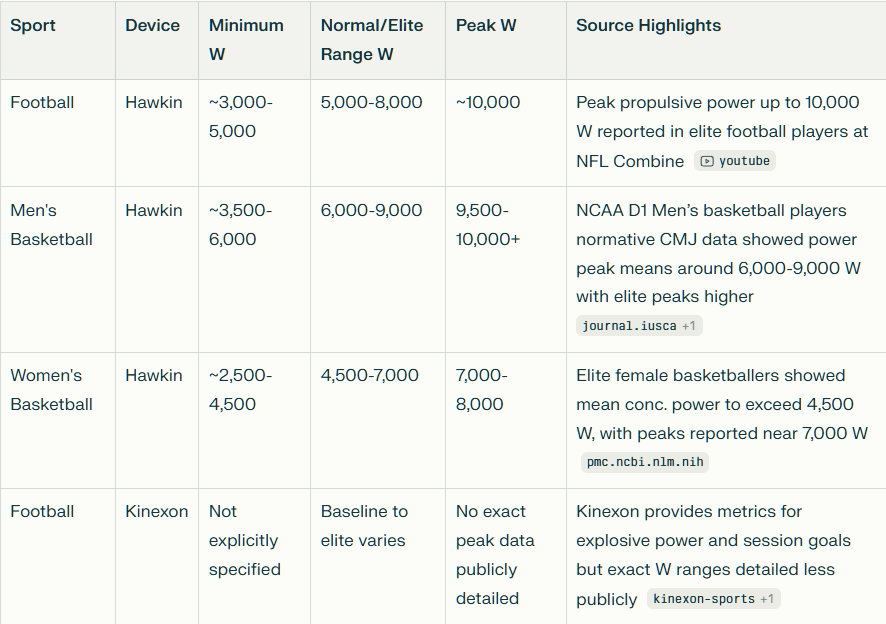 Sport Device Minimum W Normal/Elite Range W Peak W Source Highlights
Football Hawkin ~3,000-5,000 5,000-8,000 ~10,000 Peak propulsive power up to 10,000 W reported in elite football players at NFL Combine youtube
Men's Basketball Hawkin ~3,500-6,000 6,000-9,000 9,500-10,000+ NCAA D1 Men's basketball players normative CMJ data showed power peak means around 6,000-9,000 W with elite peaks higher journal.iusca +1
Women's Basketball Hawkin ~2,500-4,500 4,500-7,000 7,000-8,000 Elite female basketballers showed mean conc. power to exceed 4,500 W, with peaks reported near 7,000 W pmc.ncbi.nlm.nih
Football Kinexon Not explicitly specified Baseline to elite varies No exact peak data publicly detailed Kinexon provides metrics for explosive power and session goals but exact W ranges detailed less publicly kinexon-sports +1